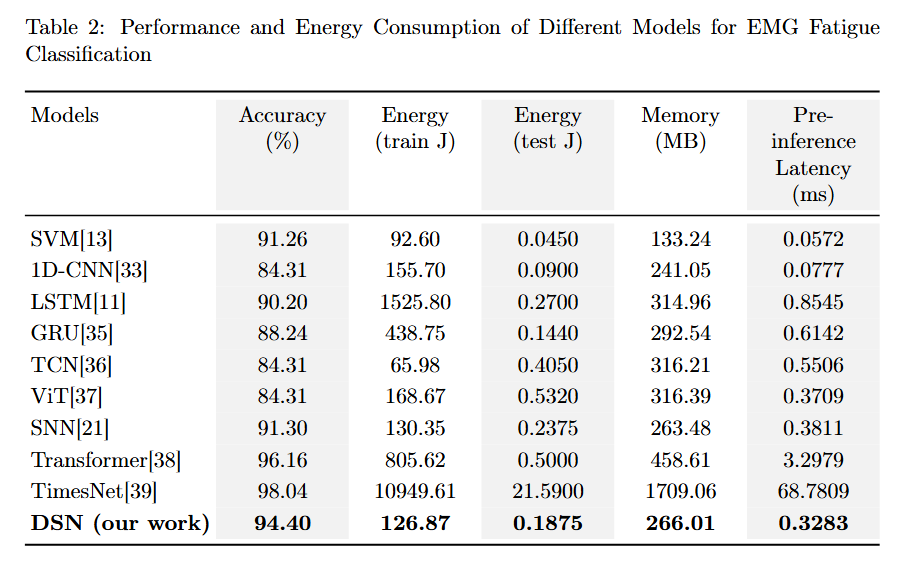 Table 2: Performance and Energy Consumption of Different Models for EMG Fatigue
Classification
Models Accuracy (%) Energy (train J) Energy (test J) Memory (MB) Pre-inference Latency (ms)
SVM[13] 91.26 92.60 0.0450 133.24 0.0572
1D-CNN[33] 84.31 155.70 0.0900 241.05 0.0777
LSTM[11] 90.20 1525.80 0.2700 314.96 0.8545
GRU[35] 88.24 438.75 0.1440 292.54 0.6142
TCN[36] 84.31 65.98 0.4050 316.21 0.5506
ViT[37] 84.31 168.67 0.5320 316.39 0.3709
SNN[21] 91.30 130.35 0.2375 263.48 0.3811
Transformer[38] 96.16 805.62 0.5000 458.61 3.2979
TimesNet[39] 98.04 10949.61 21.5900 1709.06 68.7809
DSN (our work) 94.40 126.87 0.1875 266.01 0.3283